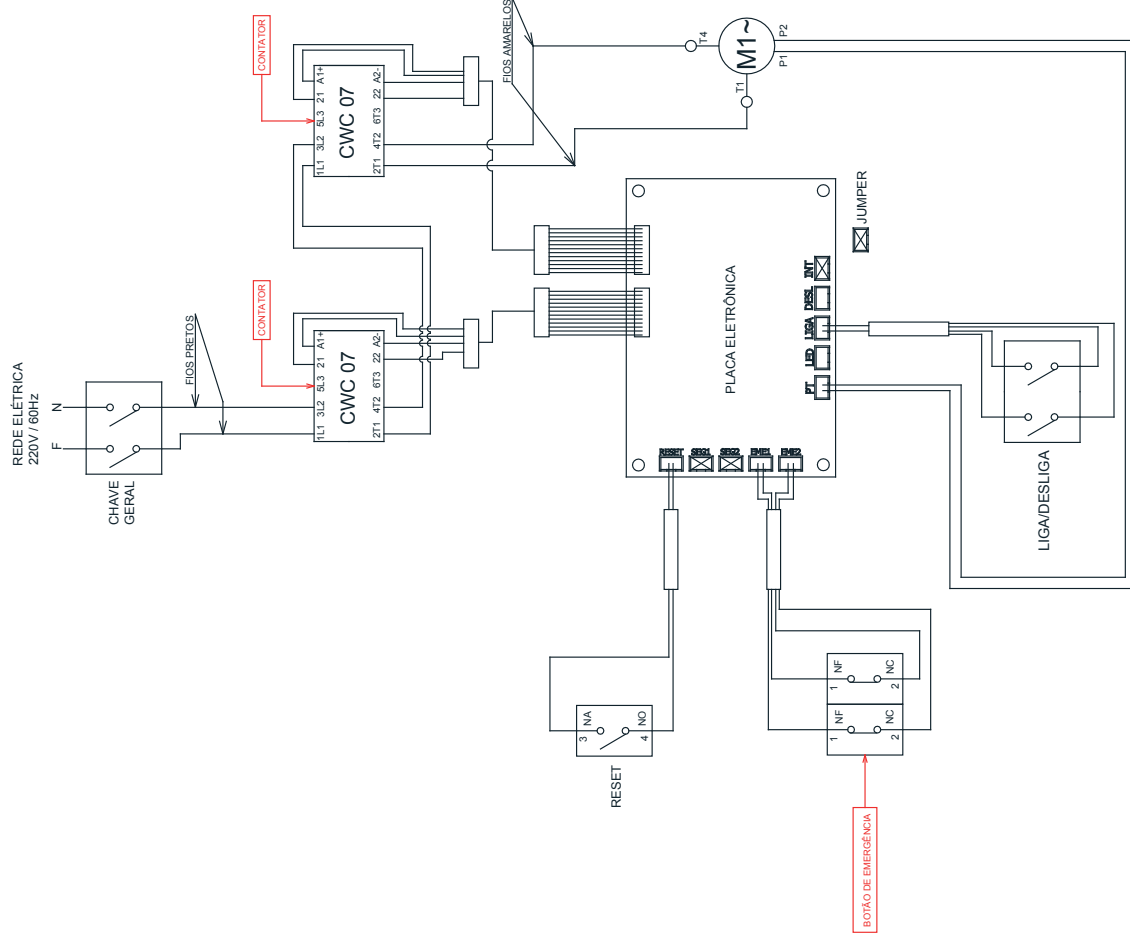 REDE ELÉTRICA
220V / 60Hz
F
N
CHAVE
GERAL
FIOS PRETOS
CONTATOR
1L1 3L2 5L3 21 A1+
CWC 07
2T1 4T2 6T3 22 A2-
CONTATOR
1L1 3L2 5L3 21 A1+
CWC 07
2T1 4T2 6T3 22 A2-
FIOS AMARELOS
T4
T1
M1~
P1 P2
PLACA ELETRÔNICA
RESET
SEG1
SEG2
EME1
EME2
PT
LED
LIGA
DESL
INT
JUMPER
LIGA/DESLIGA
3 NA
4 NO
RESET
1 NF
2 NC
1 NF
2 NC
BOTÃO DE EMERGÊNCIA